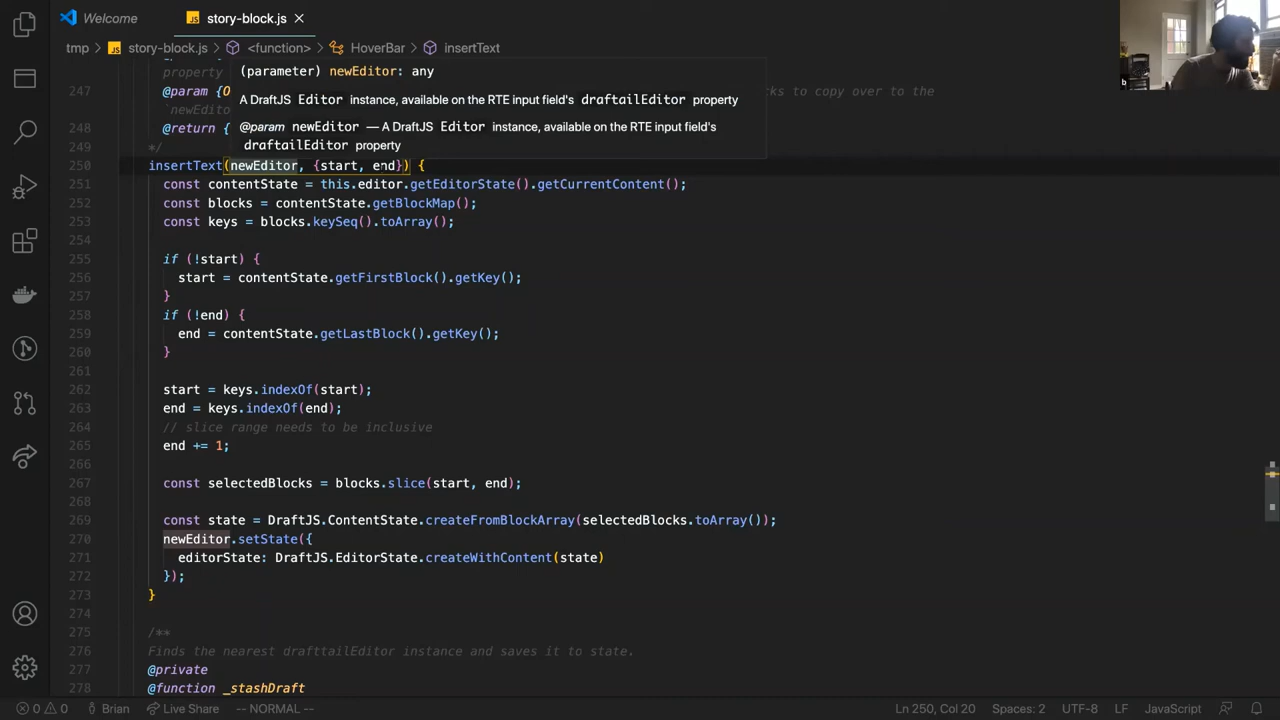 Welcome
JS story-block.js ×
tmp > JS story-block.js > <function> > HoverBar > insertText
property
(parameter) newEditor: any
247 @param {O
A DraftJS Editor instance, available on the RTE input field's draftailEditor property
ks to copy over to the
`newEdito
@param newEditor — A DraftJS Editor instance, available on the RTE input field's
draftailEditor property
248 @return {
249 */
250 insertText(newEditor, {start, end}) {
251 const contentState = this.editor.getEditorState().getCurrentContent();
252 const blocks = contentState.getBlockMap();
253 const keys = blocks.keySeq().toArray();
254
255 if (!start) {
256 start = contentState.getFirstBlock().getKey();
257 }
258 if (!end) {
259 end = contentState.getLastBlock().getKey();
260 }
261
262 start = keys.indexOf(start);
263 end = keys.indexOf(end);
264 // slice range needs to be inclusive
265 end += 1;
266
267 const selectedBlocks = blocks.slice(start, end);
268
269 const state = DraftJS.ContentState.createFromBlockArray(selectedBlocks.toArray());
270 newEditor.setState({
271 editorState: DraftJS.EditorState.createWithContent(state)
272 });
273 }
274
275 /**
276 Finds the nearest drafttailEditor instance and saves it to state.
277 @private
278 @function _stashDraft
0 0 Brian Live Share -- NORMAL -- Ln 250, Col 20 Spaces: 2 UTF-8 LF JavaScript